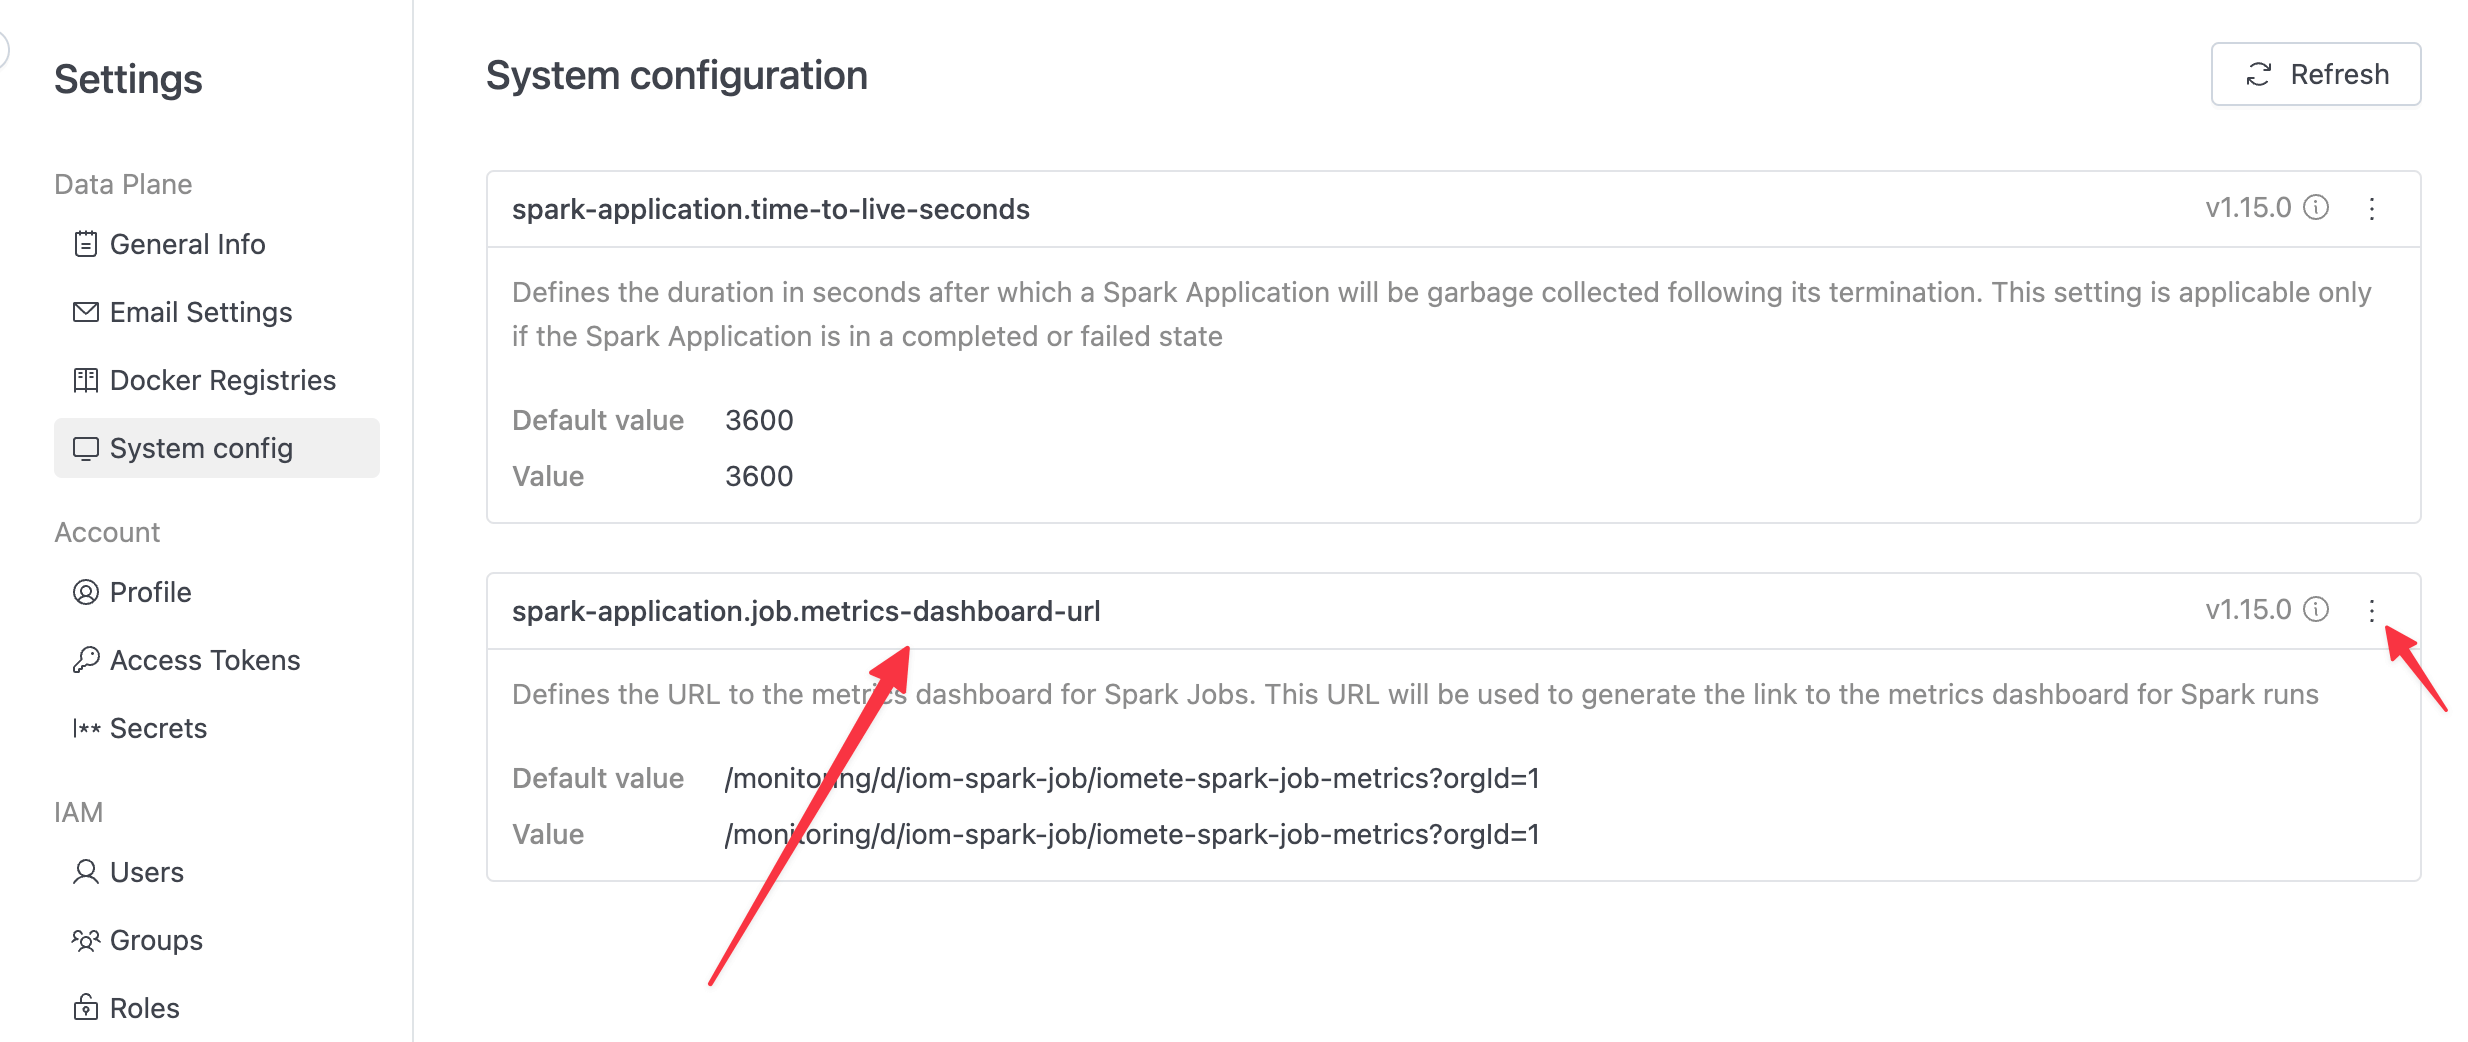 Settings
Data Plane
General Info
Email Settings
Docker Registries
System config
Account
Profile
Access Tokens
Secrets
IAM
Users
Groups
Roles
System configuration
Refresh
spark-application.time-to-live-seconds
v1.15.0
Defines the duration in seconds after which a Spark Application will be garbage collected following its termination. This setting is applicable only
if the Spark Application is in a completed or failed state
Default value 3600
Value 3600
spark-application.job.metrics-dashboard-url
v1.15.0
Defines the URL to the metrics dashboard for Spark Jobs. This URL will be used to generate the link to the metrics dashboard for Spark runs
Default value /monitoring/d/iom-spark-job/iomete-spark-job-metrics?orgId=1
Value /monitoring/d/iom-spark-job/iomete-spark-job-metrics?orgId=1